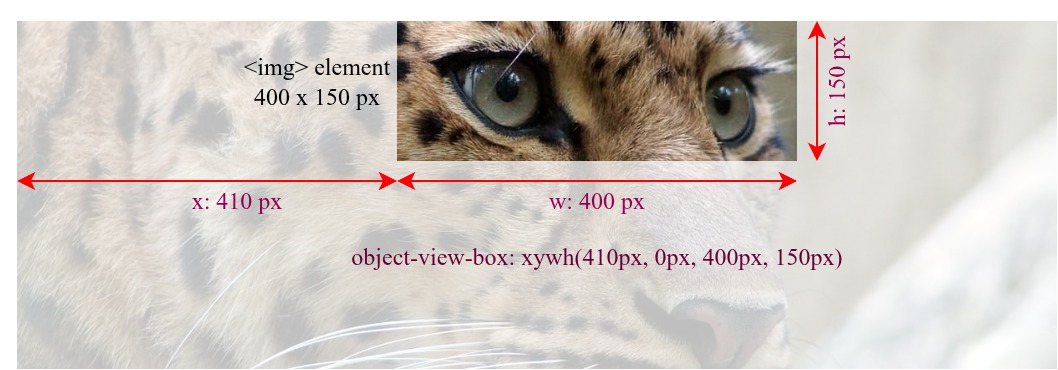 <img> element
400 x 150 px
h: 150 px
x: 410 px
w: 400 px
object-view-box: xywh(410px, 0px, 400px, 150px)